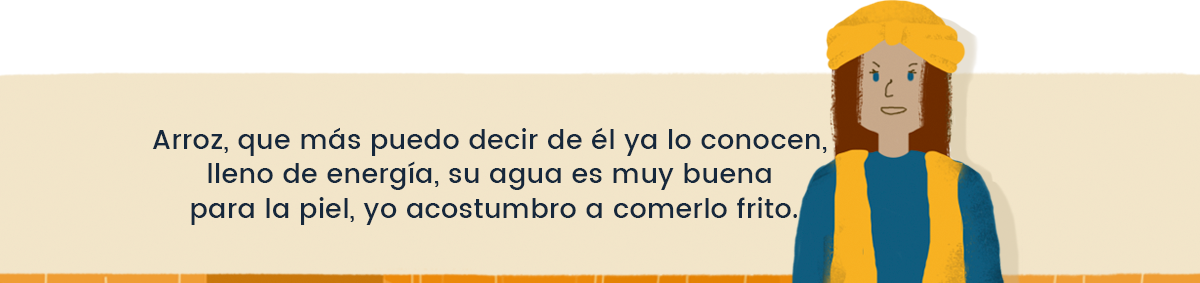 Arroz, que más puedo decir de él ya lo conocen,
lleno de energía, su agua es muy buena
para la piel, yo acostumbro a comerlo frito.